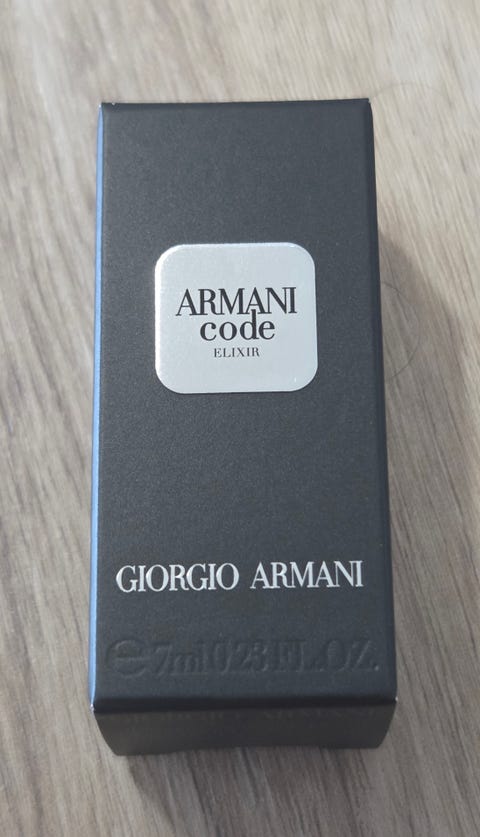 ARMANI
code
ELIXIR
GIORGIO ARMANI
℮ 7ml 0.23 FL.OZ.